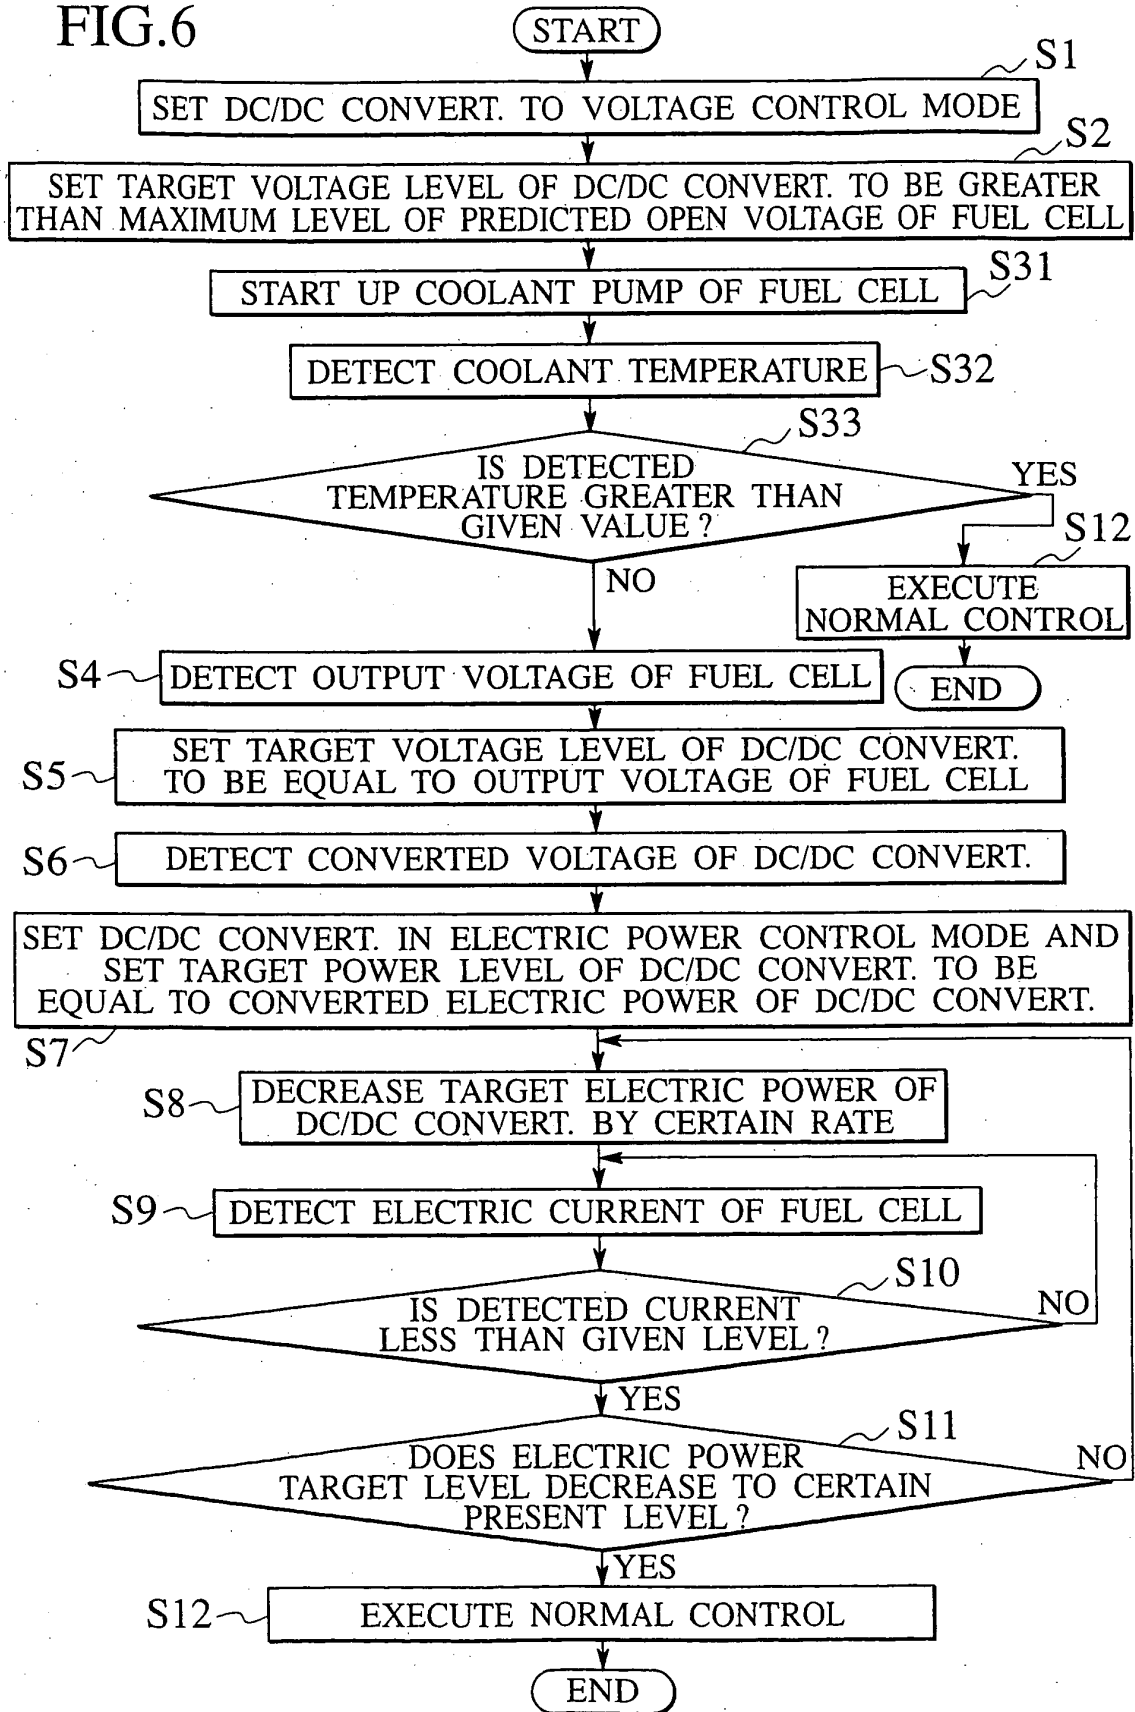 FIG.6
START
S1
SET DC/DC CONVERT. TO VOLTAGE CONTROL MODE
S2
SET TARGET VOLTAGE LEVEL OF DC/DC CONVERT. TO BE GREATER
THAN MAXIMUM LEVEL OF PREDICTED OPEN VOLTAGE OF FUEL CELL
S31
START UP COOLANT PUMP OF FUEL CELL
DETECT COOLANT TEMPERATURE
S32
S33
IS DETECTED
TEMPERATURE GREATER THAN
GIVEN VALUE?
YES
S12
EXECUTE
NORMAL CONTROL
END
NO
S4
DETECT OUTPUT VOLTAGE OF FUEL CELL
S5
SET TARGET VOLTAGE LEVEL OF DC/DC CONVERT.
TO BE EQUAL TO OUTPUT VOLTAGE OF FUEL CELL
S6
DETECT CONVERTED VOLTAGE OF DC/DC CONVERT.
SET DC/DC CONVERT. IN ELECTRIC POWER CONTROL MODE AND
SET TARGET POWER LEVEL OF DC/DC CONVERT. TO BE
EQUAL TO CONVERTED ELECTRIC POWER OF DC/DC CONVERT.
S7
S8
DECREASE TARGET ELECTRIC POWER OF
DC/DC CONVERT. BY CERTAIN RATE
S9
DETECT ELECTRIC CURRENT OF FUEL CELL
S10
IS DETECTED CURRENT
LESS THAN GIVEN LEVEL?
NO
YES
S11
DOES ELECTRIC POWER
TARGET LEVEL DECREASE TO CERTAIN
PRESENT LEVEL?
NO
YES
S12
EXECUTE NORMAL CONTROL
END